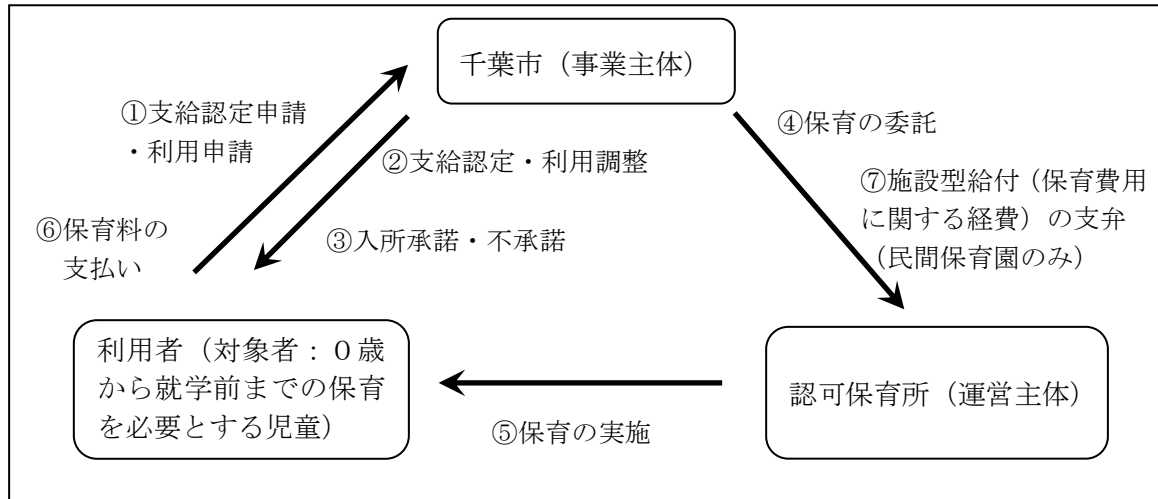 千葉市（事業主体）
①支給認定申請
・利用申請
②支給認定・利用調整
③入所承諾・不承諾
④保育の委託
⑦施設型給付（保育費用
に関する経費）の支弁
（民間保育園のみ）
⑥保育料の
支払い
利用者（対象者：０歳
から就学前までの保育
を必要とする児童）
⑤保育の実施
認可保育所（運営主体）